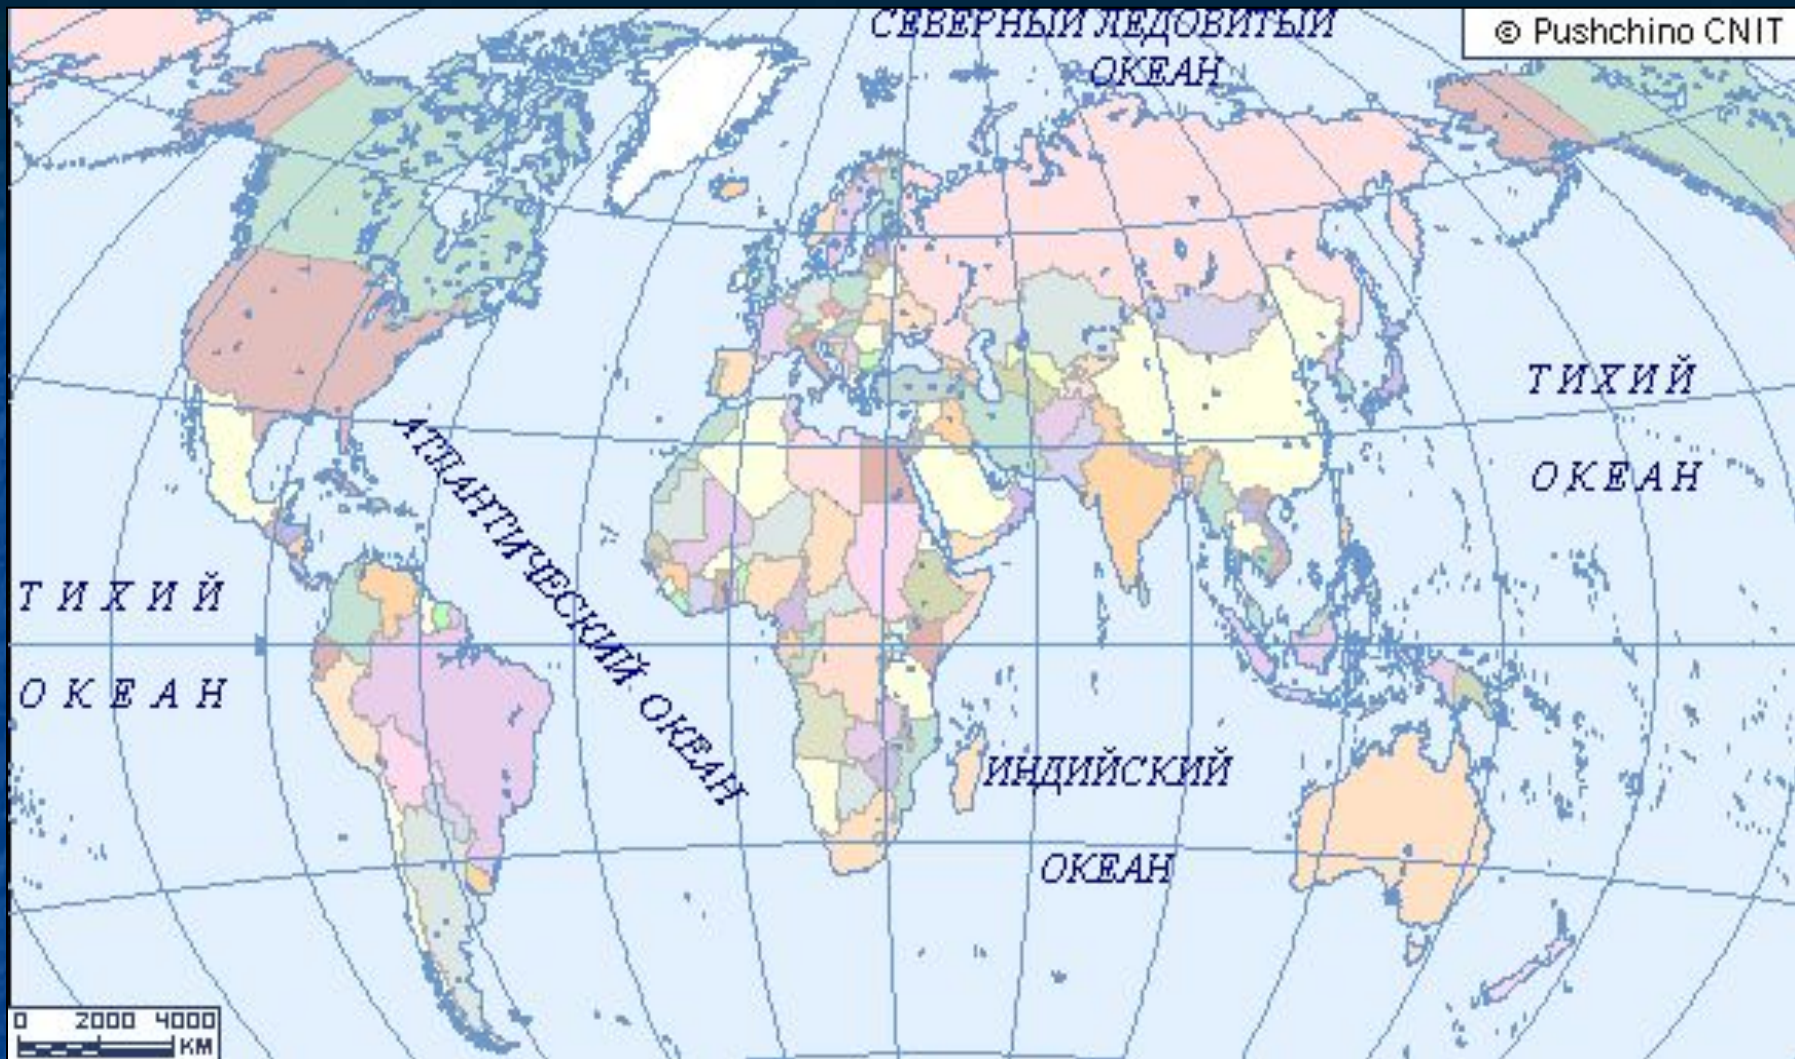 СЕВЕРНЫЙ ЛЕДОВИТЫЙ
ОКЕАН
© Pushchino CNIT
ТИХИЙ
ОКЕАН
АТЛАНТИЧЕСКИЙ ОКЕАН
ТИХИЙ
ОКЕАН
ИНДИЙСКИЙ
ОКЕАН
0 2000 4000
КМ